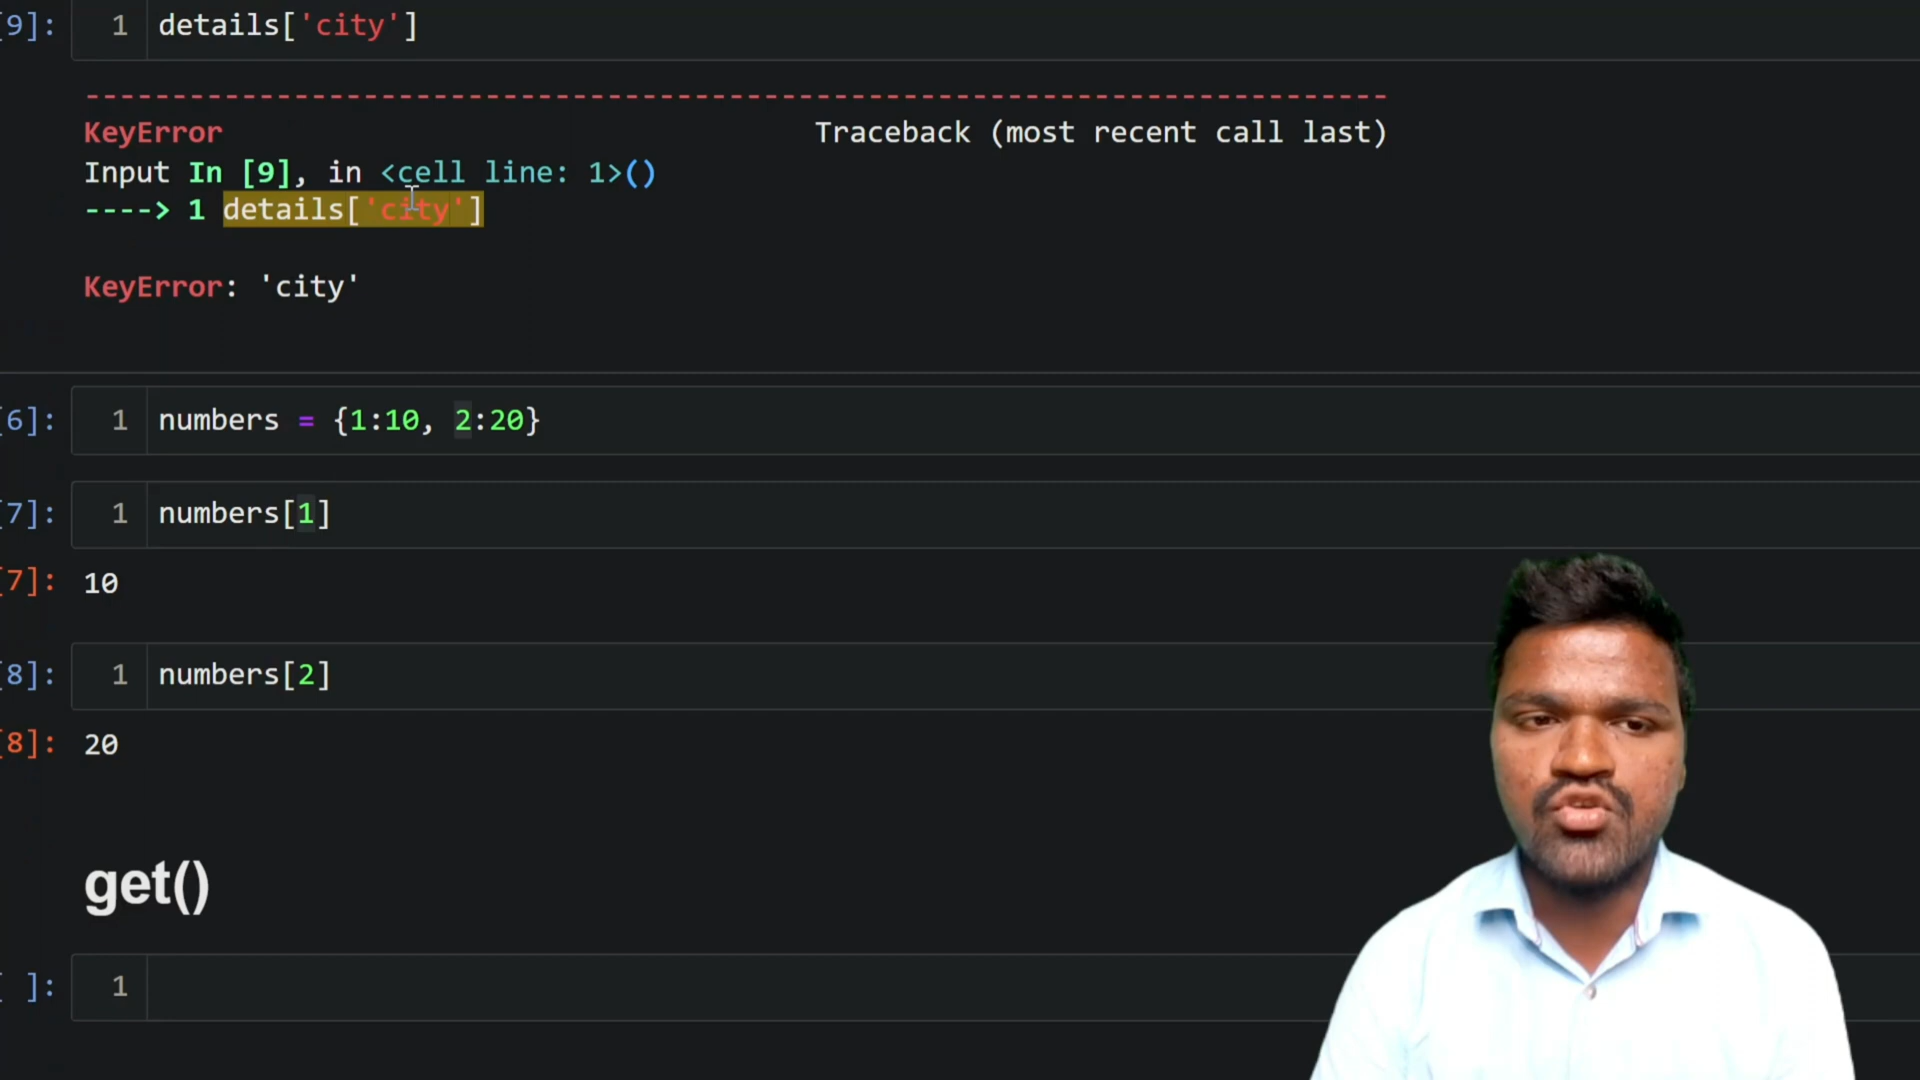 [9]: 1 details['city']
---------------------------------------------------------------------------
KeyError Traceback (most recent call last)
Input In [9], in <cell line: 1>()
----> 1 details['city']
KeyError: 'city'
[6]: 1 numbers = {1:10, 2:20}
[7]: 1 numbers[1]
[7]: 10
[8]: 1 numbers[2]
[8]: 20
get()
[ ]: 1